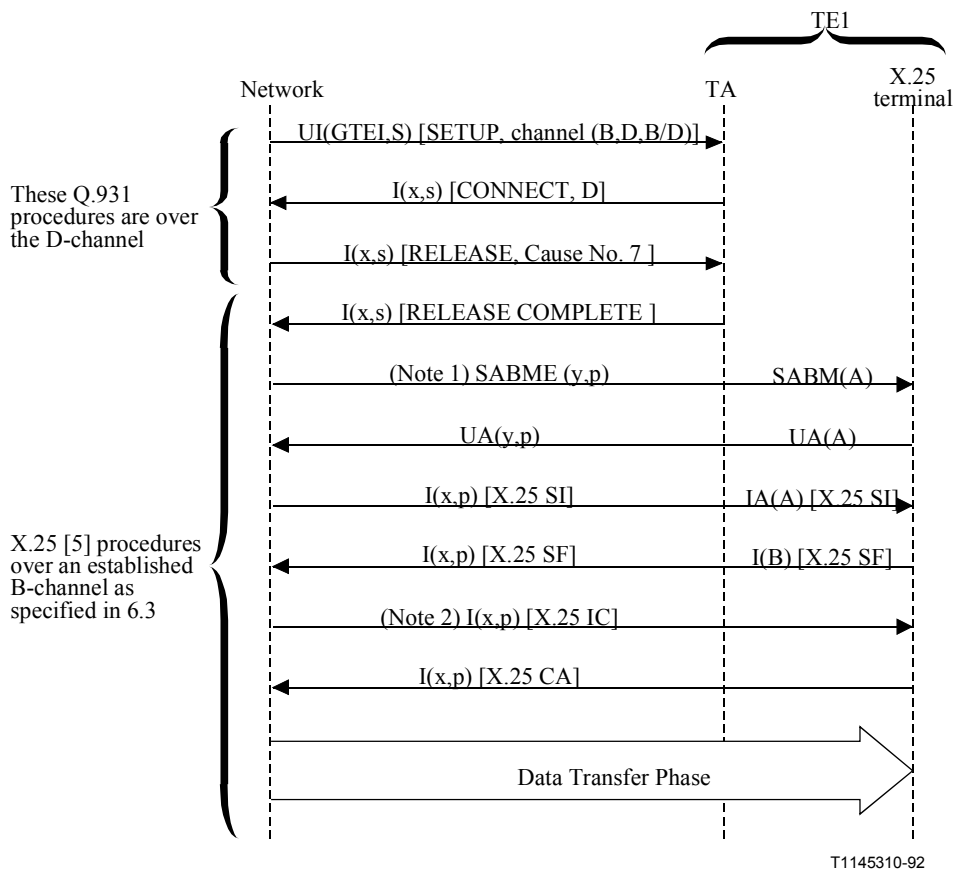 TE1
Network
TA
X.25
terminal
UI(GTEI,S) [SETUP, channel (B,D,B/D)]
These Q.931
procedures are over
the D-channel
I(x,s) [CONNECT, D]
I(x,s) [RELEASE, Cause No. 7 ]
I(x,s) [RELEASE COMPLETE ]
(Note 1) SABME (y,p)
SABM(A)
UA(y,p)
UA(A)
I(x,p) [X.25 SI]
IA(A) [X.25 SI]
X.25 [5] procedures
over an established
B-channel as
specified in 6.3
I(x,p) [X.25 SF]
I(B) [X.25 SF]
(Note 2) I(x,p) [X.25 IC]
I(x,p) [X.25 CA]
Data Transfer Phase
T1145310-92